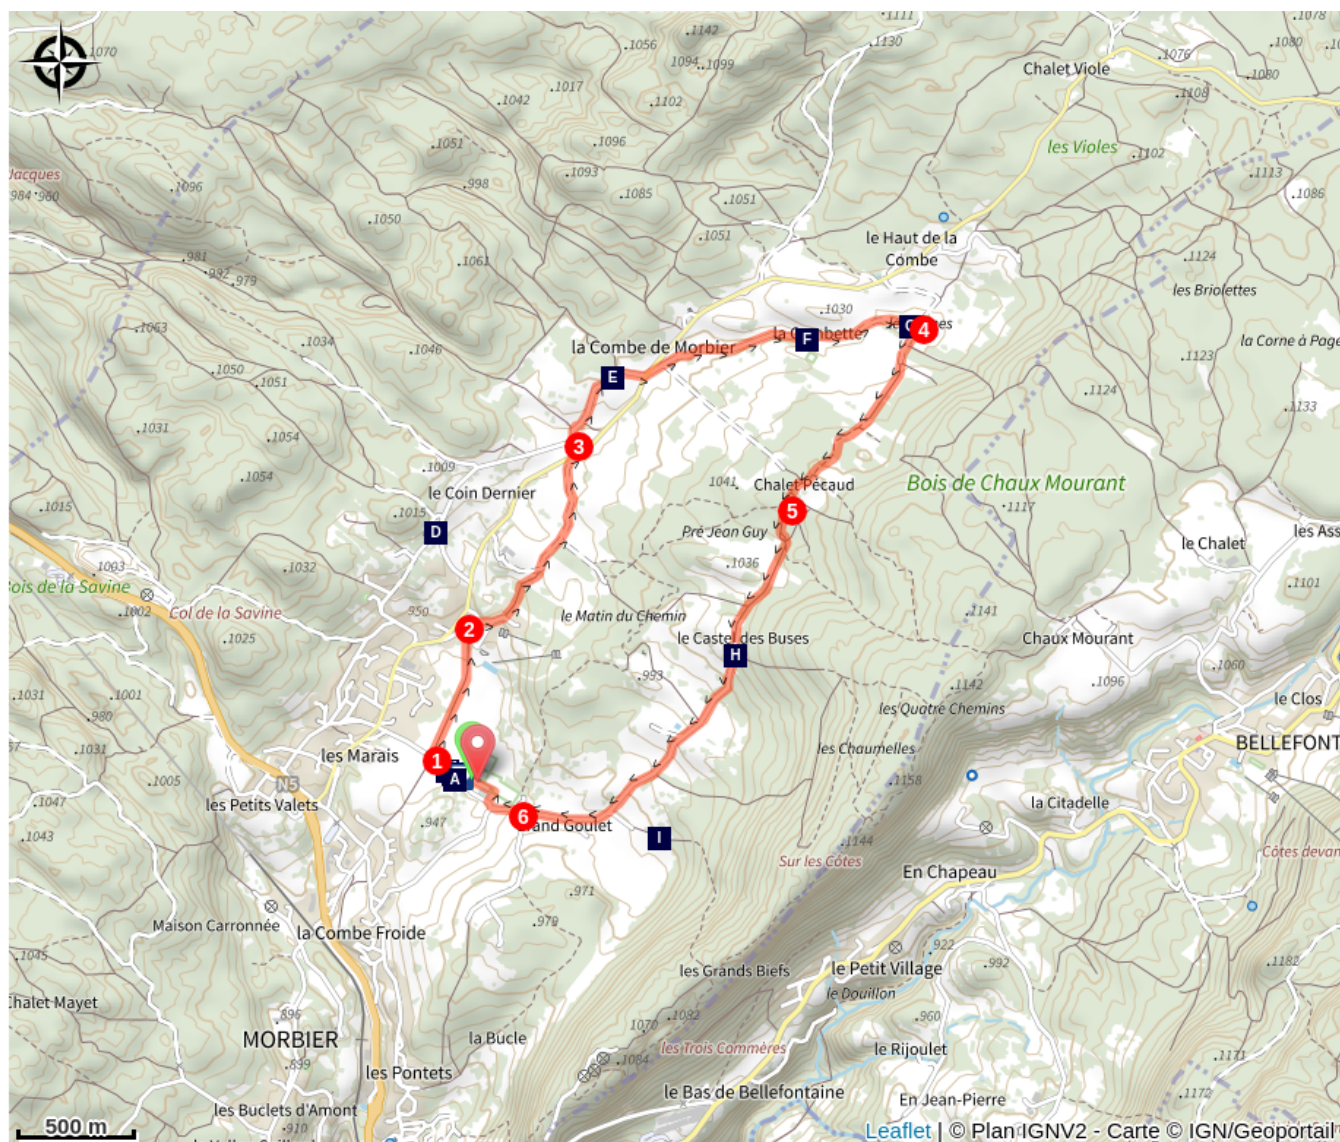 .1070
.1056
.1142
.1094
.1099
.1111
.1130
.1078
.1080
1076
.1080
Chalet Viole
.1108
.1042
.1017
.1102
.1096
.1051
.1093
.998
.1085
.1051
les Violes
.1102
.1113
.1086
Jacques
984
960
.1096
.1050
.1051
.1061
le Haut de la
Combe
.1124
les Briolettes
.981
.992
.979
.1063
.1034
.1046
.1030
la Combe de Morbier
la Combette
F
4
E
la Corne à Page
.1123
.1124
.1133
.1050
.1051
.1031
.1054
.1054
3
.1009
le Coin Dernier
1041
Chalet Pécaud
Bois de Chaux Mourant
.1117
5
Pré Jean Guy
.1036
.1015
.1015
D
le Chalet
les Ass
.1101
1003
.1032
Bois de la Savine
.1002
Col de la Savine
950
.1025
2
le Matin du Chemin
le Castel des Buses
H
.1141
Chaux Mourant
.1060
.1096
.993
.1142
les Quatre Chemins
le Clos
.1031
.1001
.980
.1031
les Marais
1
A
les Chaumelles
BELLEFONT
.1005
N5
.1158
.1047
les Petits Valets
la Citadelle
.1043
.947
6
Grand Goulet
I
.1144
Sur les Côtes
Côtes devan
En Chapeau
.971
.979
Maison Carronnée
la Combe Froide
922
.992
.1045
les Grands Biefs
le Petit Village
.1182
le Douillon
Chalet Mayet
.896
MORBIER
.899
la Bucle
1070
.1082
.1084
les Trois Commères
.960
le Rijoulet
.1171
les Pontets
.1172
le Bas de Bellefontaine
En Jean-Pierre
les Buclets d'Amont
.910
500 m
Leaflet | © Plan IGNV2 - Carte © IGN/Geoportail